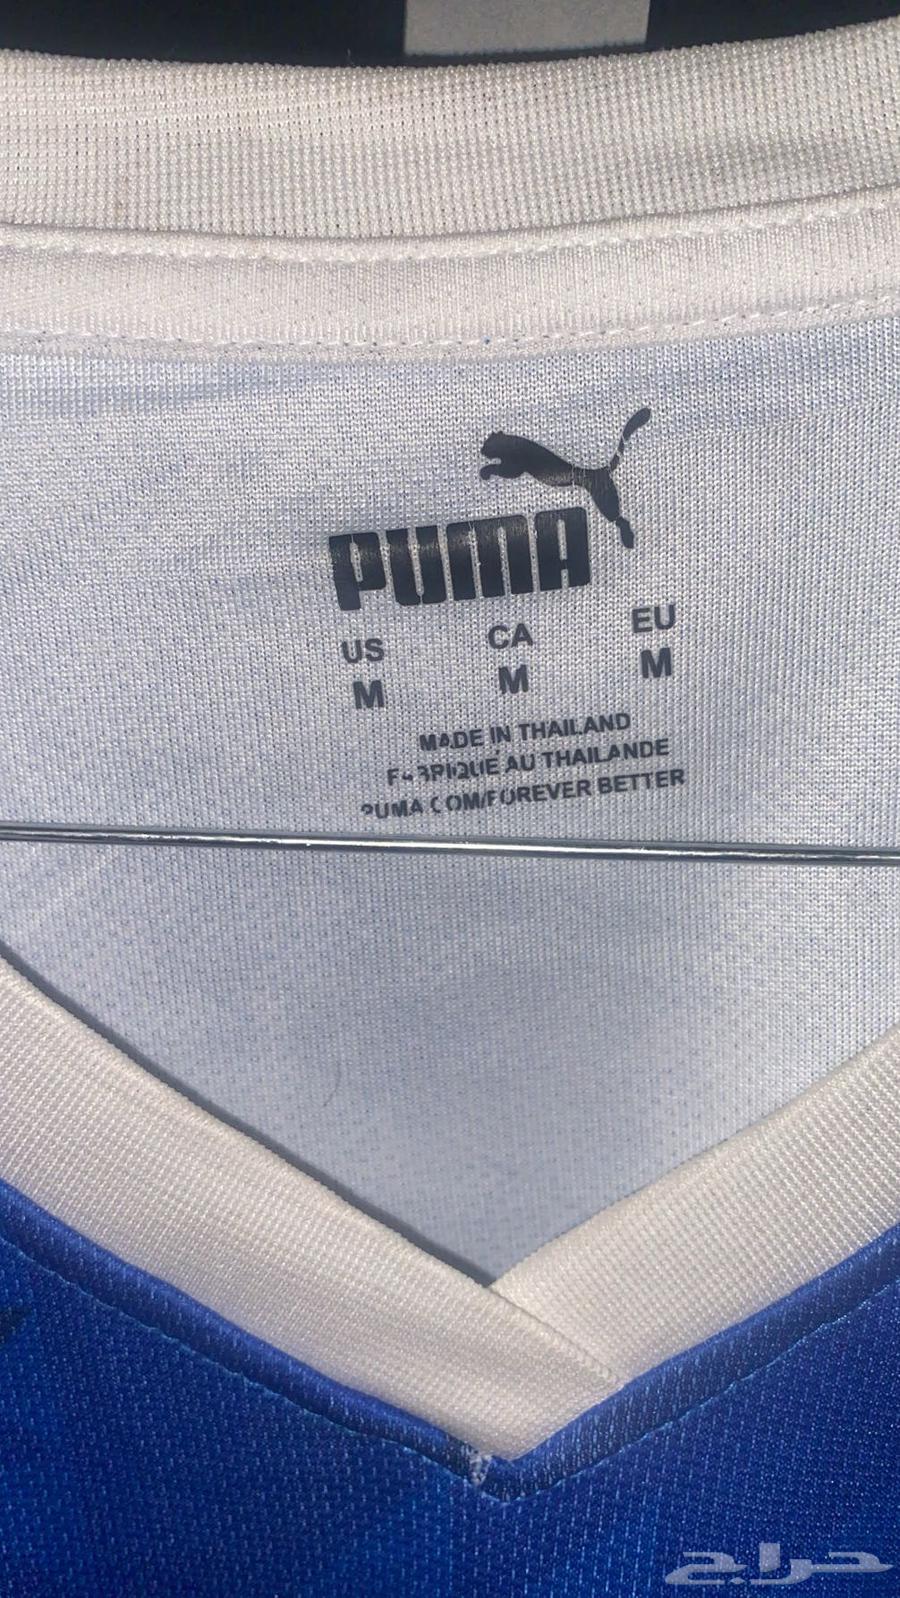 PUMA
US CA EU
M M M
MADE IN THAILAND
FABRIQUÉ AU THAILANDE
PUMA.COM/FOREVER BETTER
حراج